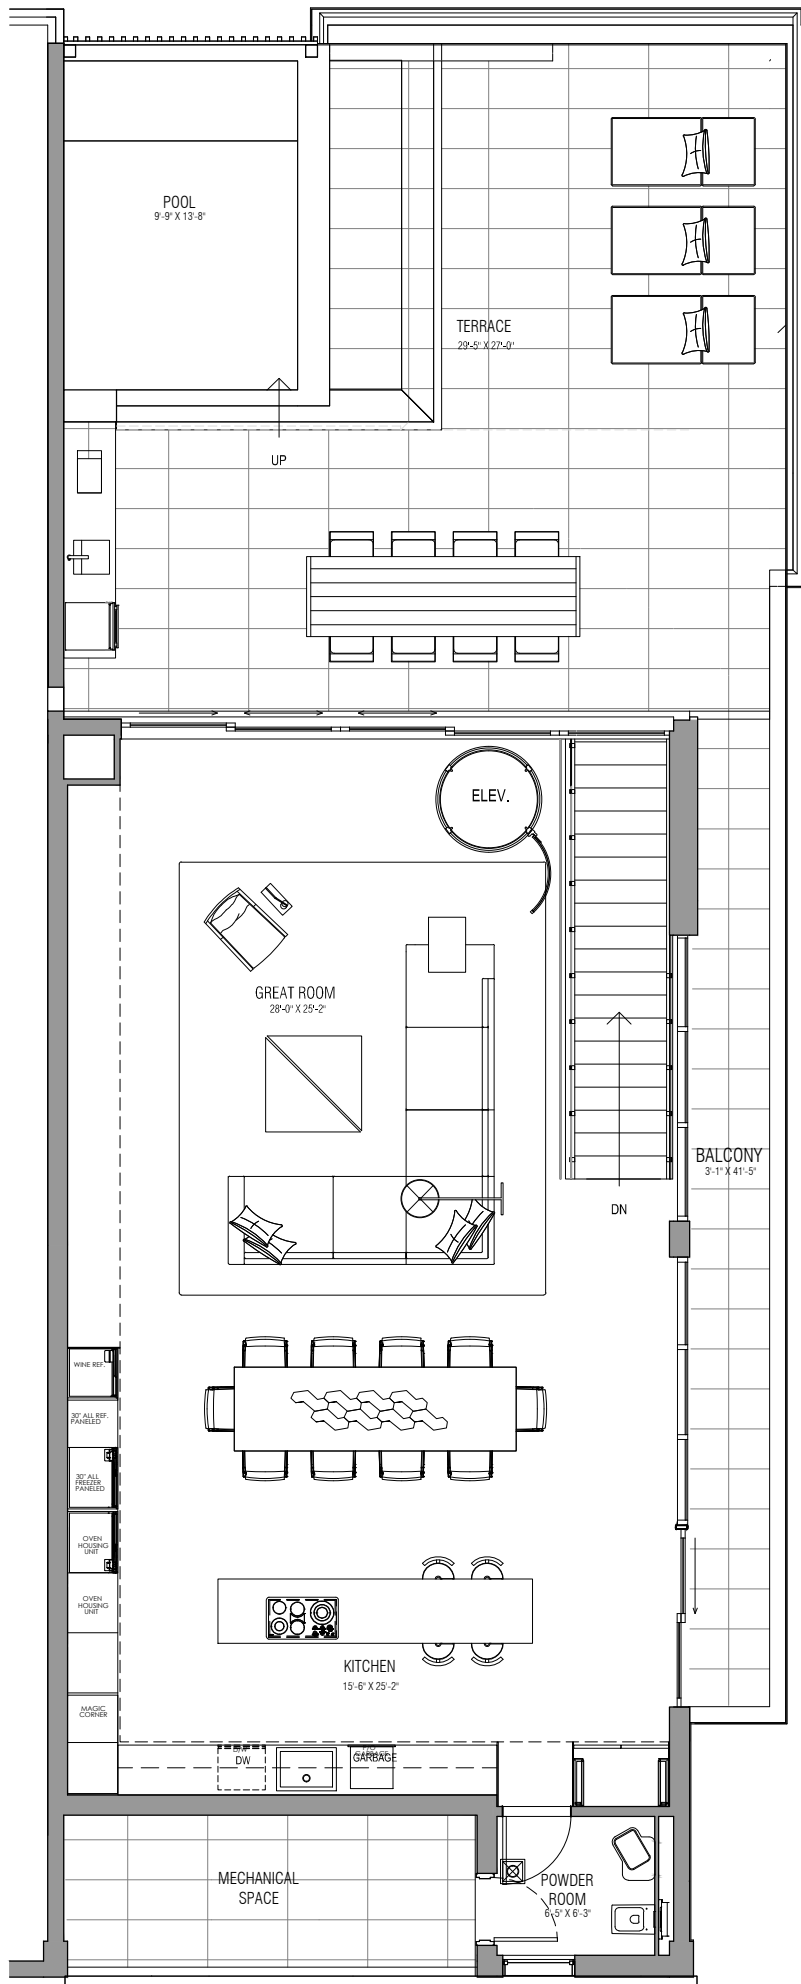 POOL
9'-9" X 13'-8"
TERRACE
29'-5" X 27'-0"
UP
ELEV.
GREAT ROOM
28'-0" X 25'-2"
BALCONY
3'-1" X 41'-5"
DN
WINE REF.
30" ALL REF.
PANELED
30" ALL
FREEZER
PANELED
OVEN
HOUSING
UNIT
OVEN
HOUSING
UNIT
KITCHEN
15'-6" X 25'-2"
MAGIC
CORNER
DW
GARBAGE
MECHANICAL
SPACE
POWDER
ROOM
6'-5" X 6'-3"